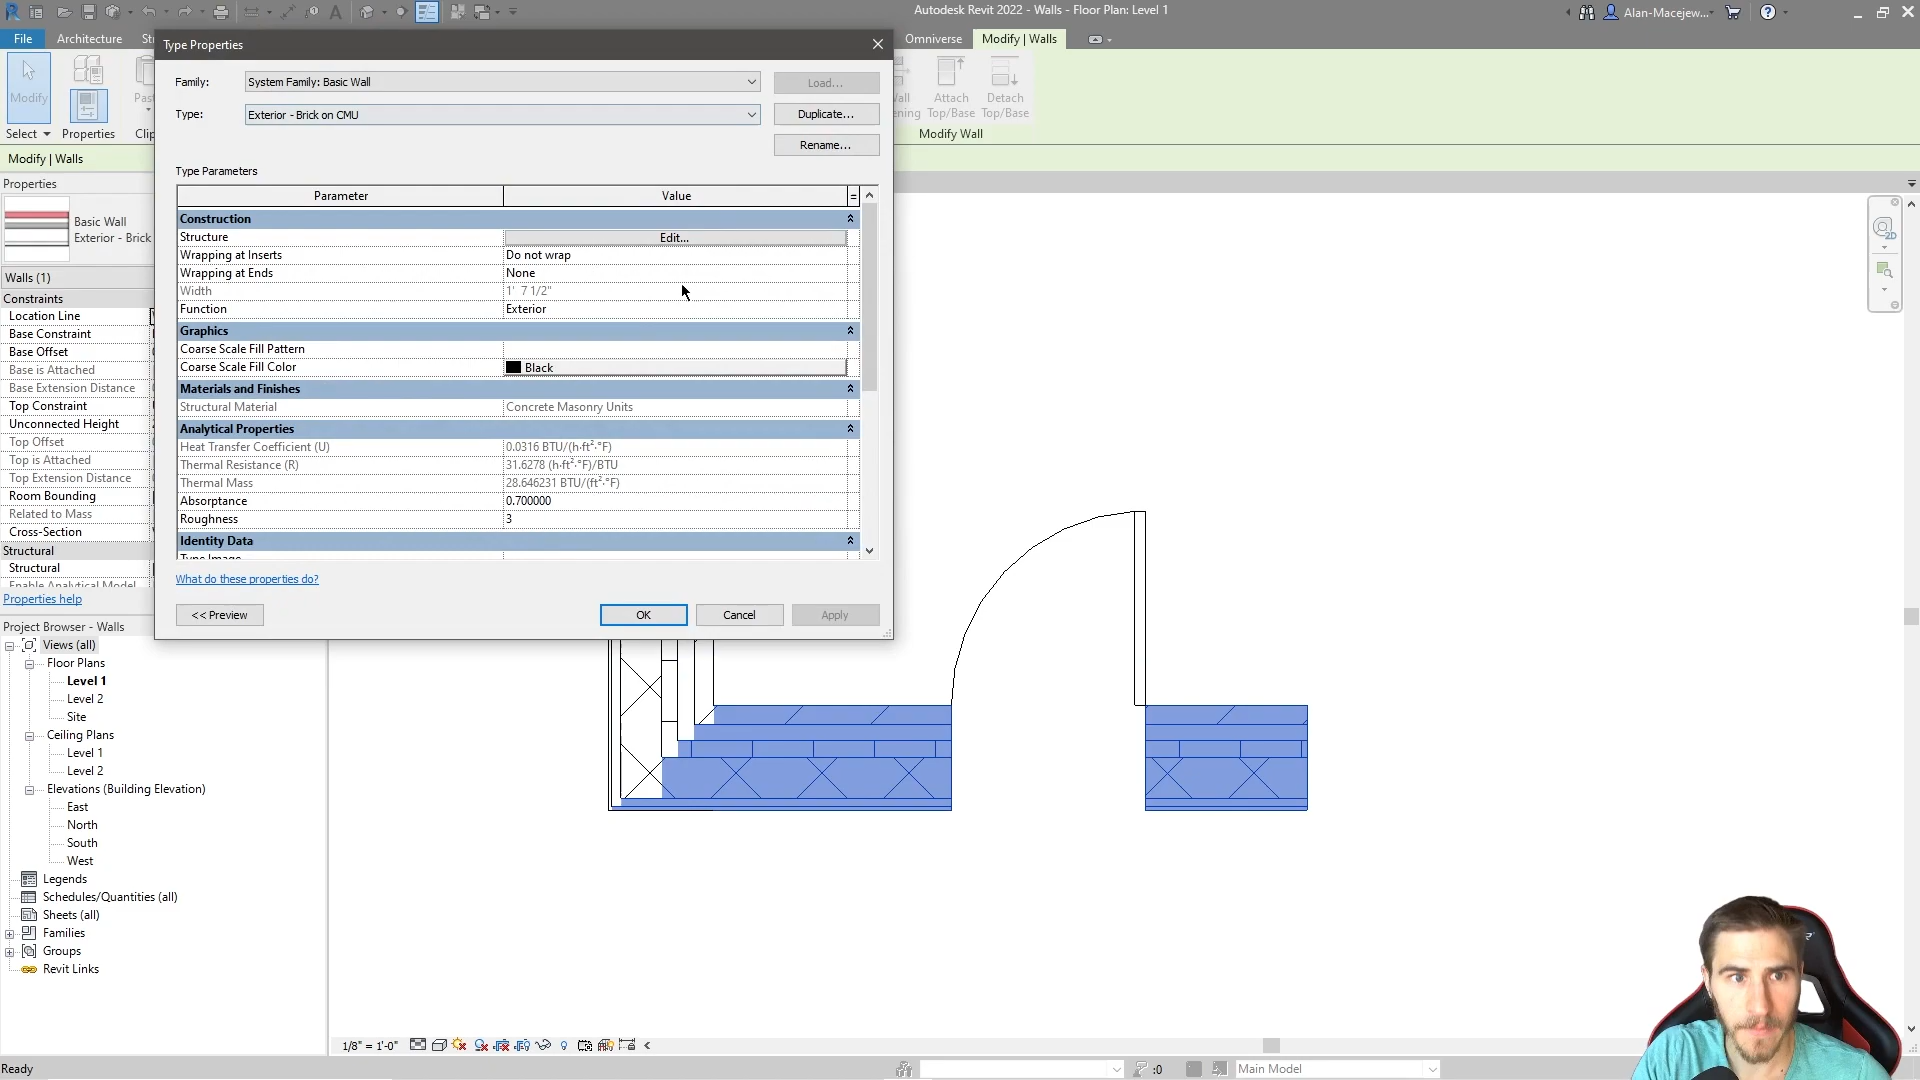 Autodesk Revit 2022 - Walls - Floor Plan: Level 1
Alan-Macejew...
File
Architecture
Omniverse
Modify | Walls
Modify
Select
Properties
Attach
Top/Base
Detach
Top/Base
Modify Wall
Modify | Walls
Type Properties
Family:
System Family: Basic Wall
Load...
Type:
Exterior - Brick on CMU
Duplicate...
Rename...
Type Parameters
Parameter
Value
=
Construction
Structure
Edit...
Wrapping at Inserts
Do not wrap
Wrapping at Ends
None
Width
1' 7 1/2"
Function
Exterior
Graphics
Coarse Scale Fill Pattern
Coarse Scale Fill Color
Black
Materials and Finishes
Structural Material
Concrete Masonry Units
Analytical Properties
Heat Transfer Coefficient (U)
0.0316 BTU/(h·ft²·°F)
Thermal Resistance (R)
31.6278 (h·ft²·°F)/BTU
Thermal Mass
28.646231 BTU/(ft²·°F)
Absorptance
0.700000
Roughness
3
Identity Data
Type Image
What do these properties do?
<< Preview
OK
Cancel
Apply
Properties
Basic Wall
Exterior - Brick
Walls (1)
Constraints
Location Line
Base Constraint
Base Offset
Base is Attached
Base Extension Distance
Top Constraint
Unconnected Height
Top Offset
Top is Attached
Top Extension Distance
Room Bounding
Related to Mass
Cross-Section
Structural
Structural
Enable Analytical Model
Properties help
Project Browser - Walls
Views (all)
Floor Plans
Level 1
Level 2
Site
Ceiling Plans
Level 1
Level 2
Elevations (Building Elevation)
East
North
South
West
Legends
Schedules/Quantities (all)
Sheets (all)
Families
Groups
Revit Links
2D
1/8" = 1'-0"
Ready
:0
Main Model